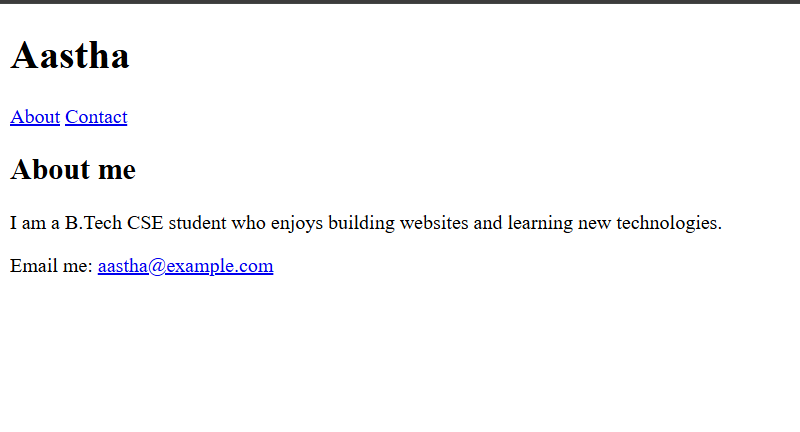 Aastha
About Contact
About me
I am a B.Tech CSE student who enjoys building websites and learning new technologies.
Email me: aastha@example.com